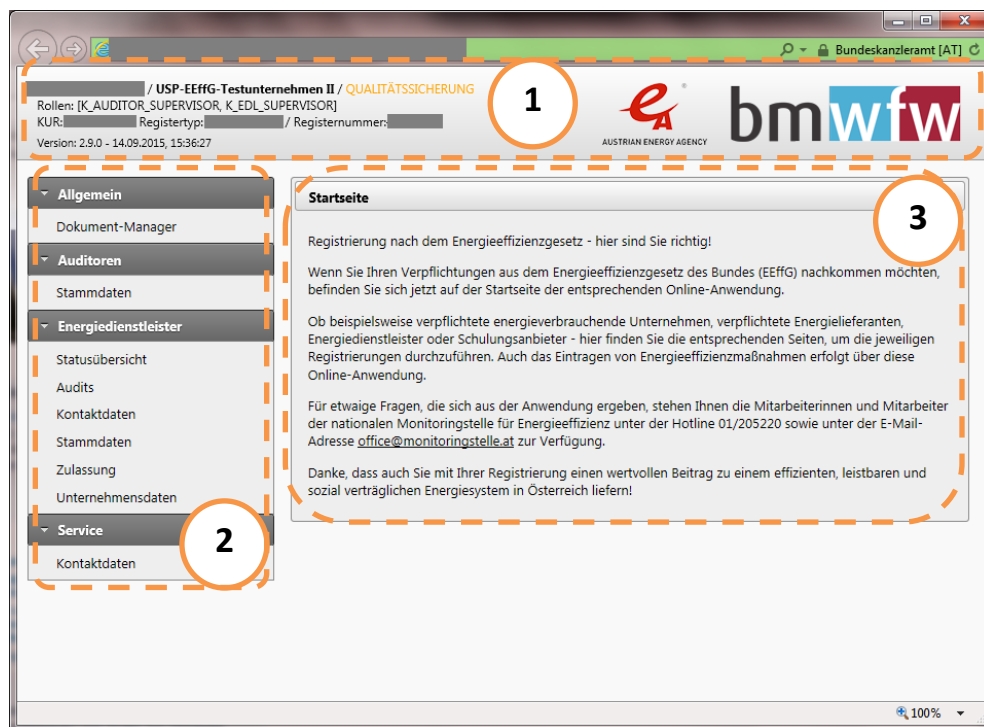 Bundeskanzleramt [AT]
/ USP-EEffG-Testunternehmen II / QUALITÄTSSICHERUNG
Rollen: [K_AUDITOR_SUPERVISOR, K_EDL_SUPERVISOR]
KUR: Registertyp: / Registernummer:
Version: 2.9.0 - 14.09.2015, 15:36:27
1
eA
®
AUSTRIAN ENERGY AGENCY
bmwfw
Allgemein
Dokument-Manager
Auditoren
Stammdaten
Energiedienstleister
Statusübersicht
Audits
Kontaktdaten
Stammdaten
Zulassung
Unternehmensdaten
Service
Kontaktdaten
2
Startseite
3
Registrierung nach dem Energieeffizienzgesetz - hier sind Sie richtig!
Wenn Sie Ihren Verpflichtungen aus dem Energieeffizienzgesetz des Bundes (EEffG) nachkommen möchten,
befinden Sie sich jetzt auf der Startseite der entsprechenden Online-Anwendung.
Ob beispielsweise verpflichtete energieverbrauchende Unternehmen, verpflichtete Energielieferanten,
Energiedienstleister oder Schulungsanbieter - hier finden Sie die entsprechenden Seiten, um die jeweiligen
Registrierungen durchzuführen. Auch das Eintragen von Energieeffizienzmaßnahmen erfolgt über diese
Online-Anwendung.
Für etwaige Fragen, die sich aus der Anwendung ergeben, stehen Ihnen die Mitarbeiterinnen und Mitarbeiter
der nationalen Monitoringstelle für Energieeffizienz unter der Hotline 01/205220 sowie unter der E-Mail-
Adresse office@monitoringstelle.at zur Verfügung.
Danke, dass auch Sie mit Ihrer Registrierung einen wertvollen Beitrag zu einem effizienten, leistbaren und
sozial verträglichen Energiesystem in Österreich liefern!
100%